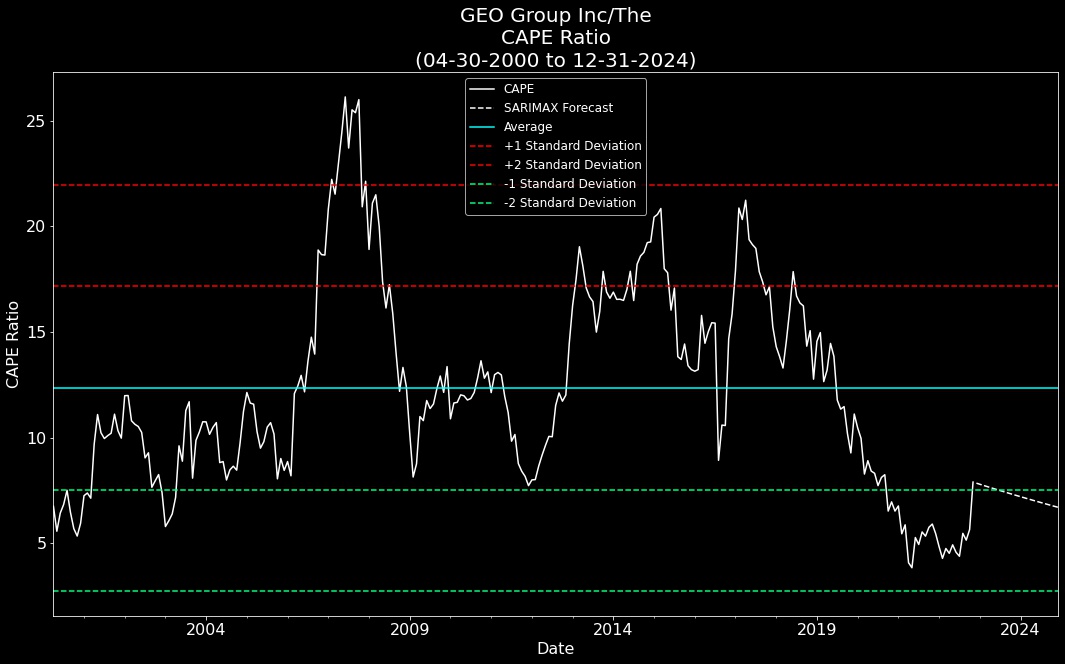 GEO Group Inc/The
CAPE Ratio
(04-30-2000 to 12-31-2024)
CAPE
SARIMAX Forecast
Average
+1 Standard Deviation
+2 Standard Deviation
-1 Standard Deviation
-2 Standard Deviation
CAPE Ratio
25
20
15
10
5
2004
2009
2014
2019
2024
Date